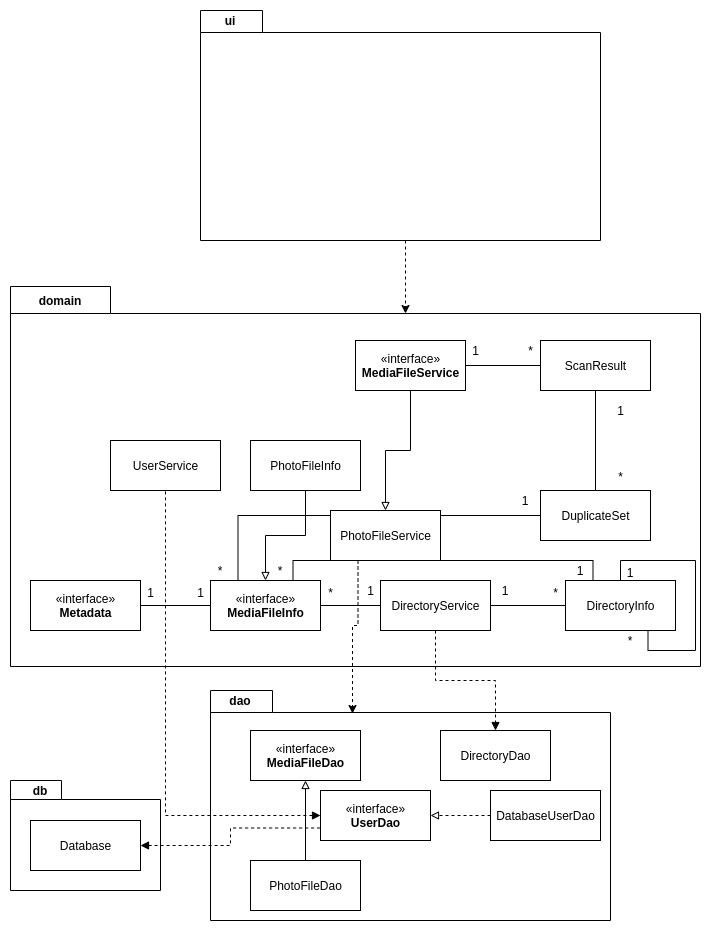 ui
domain
«interface»
MediaFileService
1
*
ScanResult
1
UserService
PhotoFileInfo
*
1
DuplicateSet
PhotoFileService
*
*
1
1
«interface»
Metadata
1
1
«interface»
MediaFileInfo
*
1
DirectoryService
1
*
DirectoryInfo
*
dao
«interface»
MediaFileDao
DirectoryDao
db
«interface»
UserDao
DatabaseUserDao
Database
PhotoFileDao